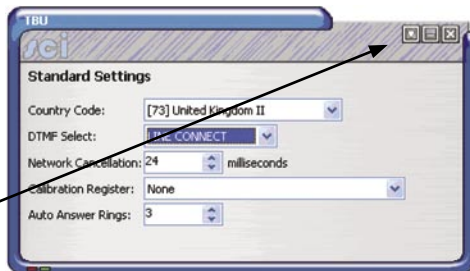 TBU
sci
Standard Settings
Country Code: [73] United Kingdom II
DTMF Select: LINE CONNECT
Network Cancellation: 24 milliseconds
Calibration Register: None
Auto Answer Rings: 3